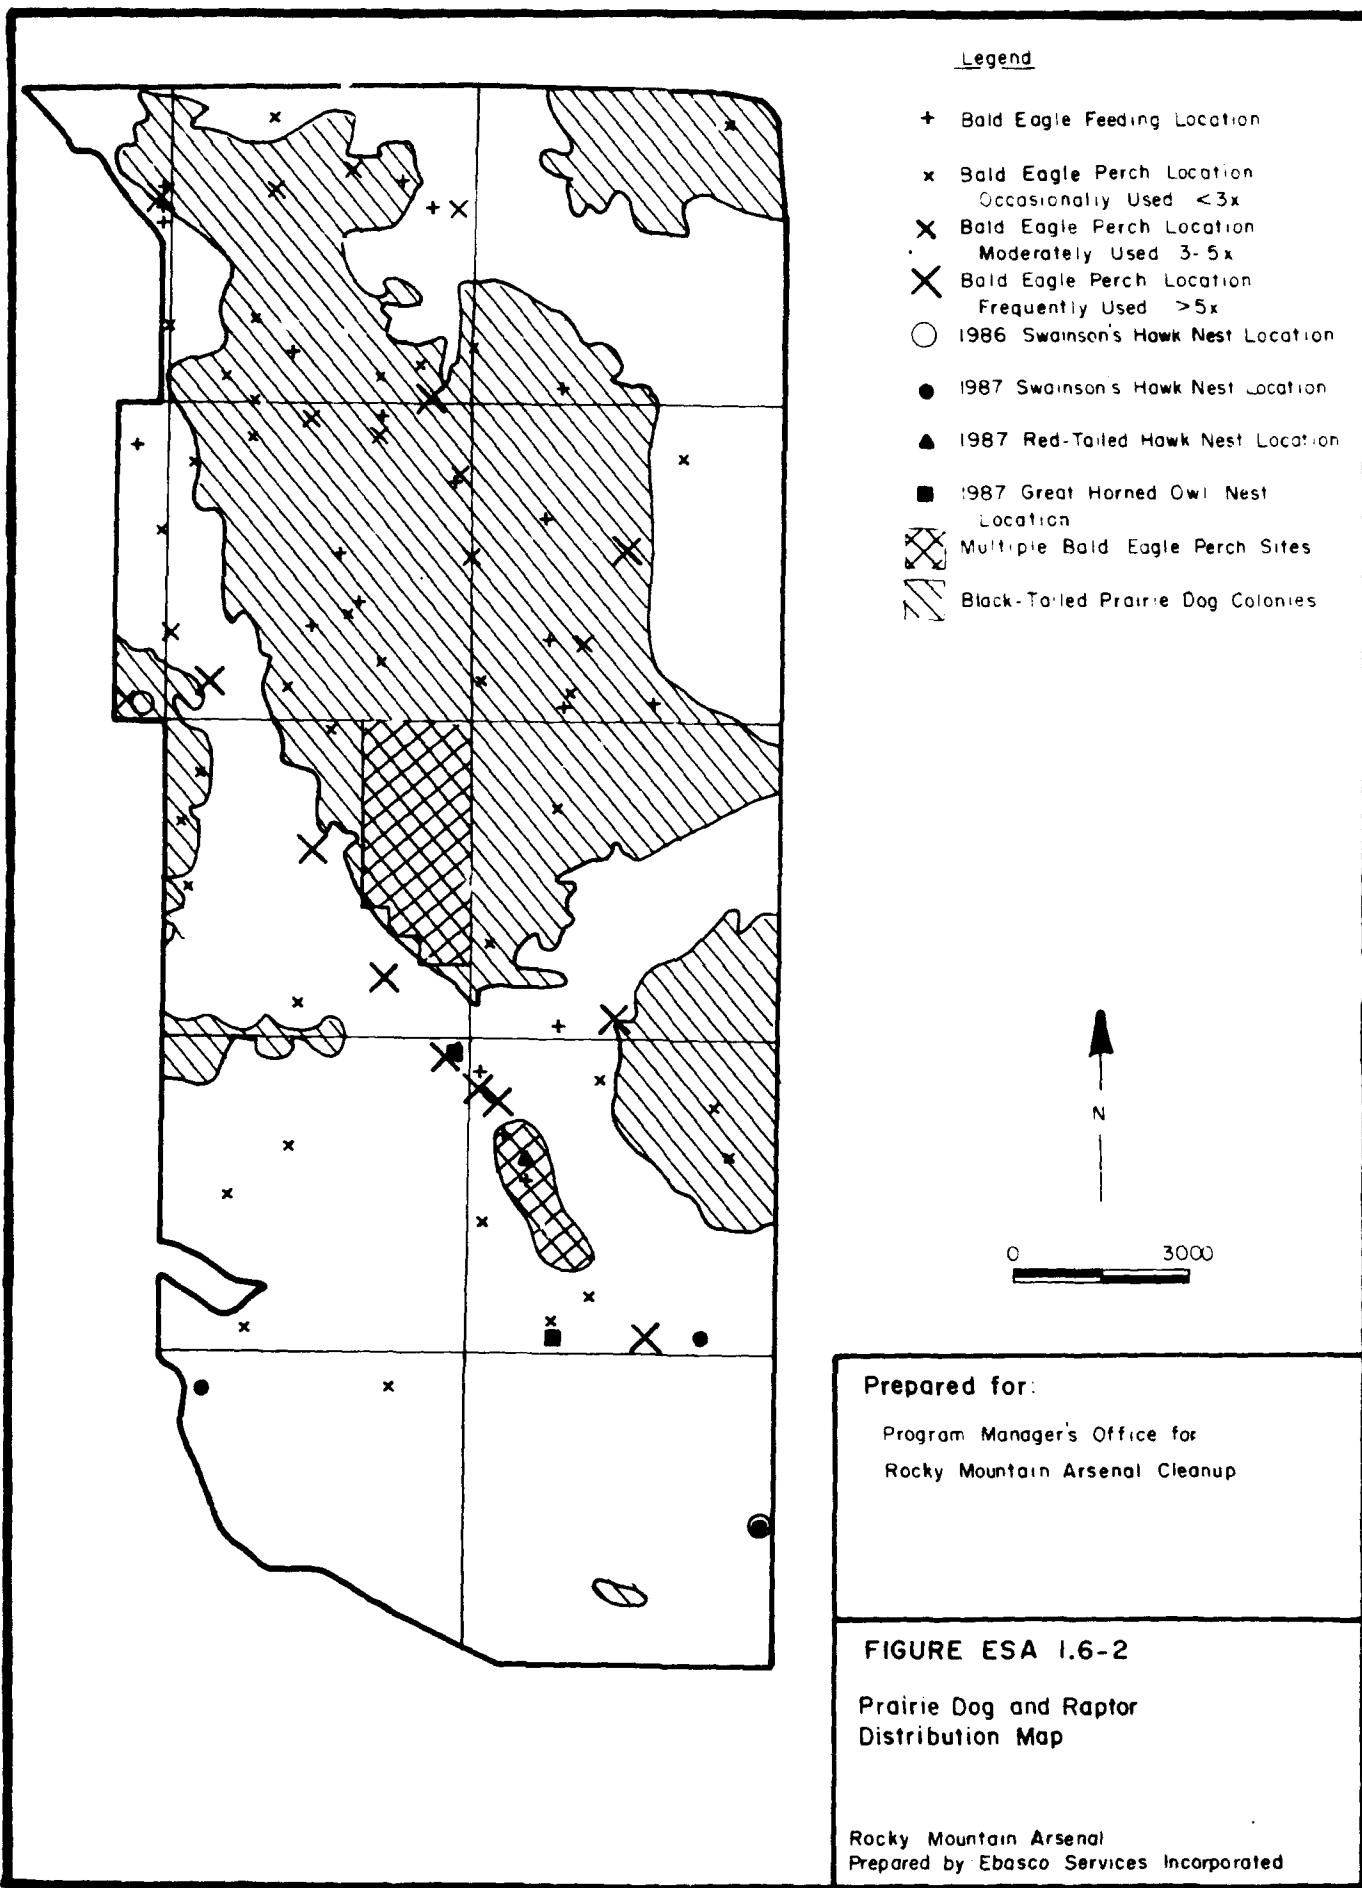 Legend
+ Bald Eagle Feeding Location
x Bald Eagle Perch Location
Occasionally Used <3x
Bald Eagle Perch Location
Moderately Used 3-5x
Bald Eagle Perch Location
Frequently Used >5x
1986 Swainson's Hawk Nest Location
1987 Swainson's Hawk Nest Location
1987 Red-Tailed Hawk Nest Location
1987 Great Horned Owl Nest
Location
Multiple Bald Eagle Perch Sites
Black-Tailed Prairie Dog Colonies
N
0 3000
Prepared for:
Program Manager's Office for
Rocky Mountain Arsenal Cleanup
FIGURE ESA 1.6-2
Prairie Dog and Raptor
Distribution Map
Rocky Mountain Arsenal
Prepared by Ebasco Services Incorporated